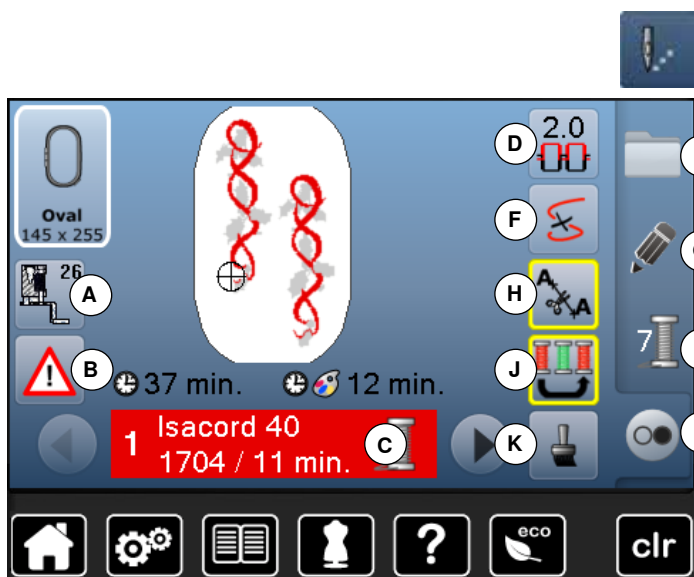 D
2.0
Oval
145 x 255
F
26
A
H
A
A
B
J
7
37 min.
12 min.
1
Isacord 40
1704 / 11 min.
C
K
eco
?
clr